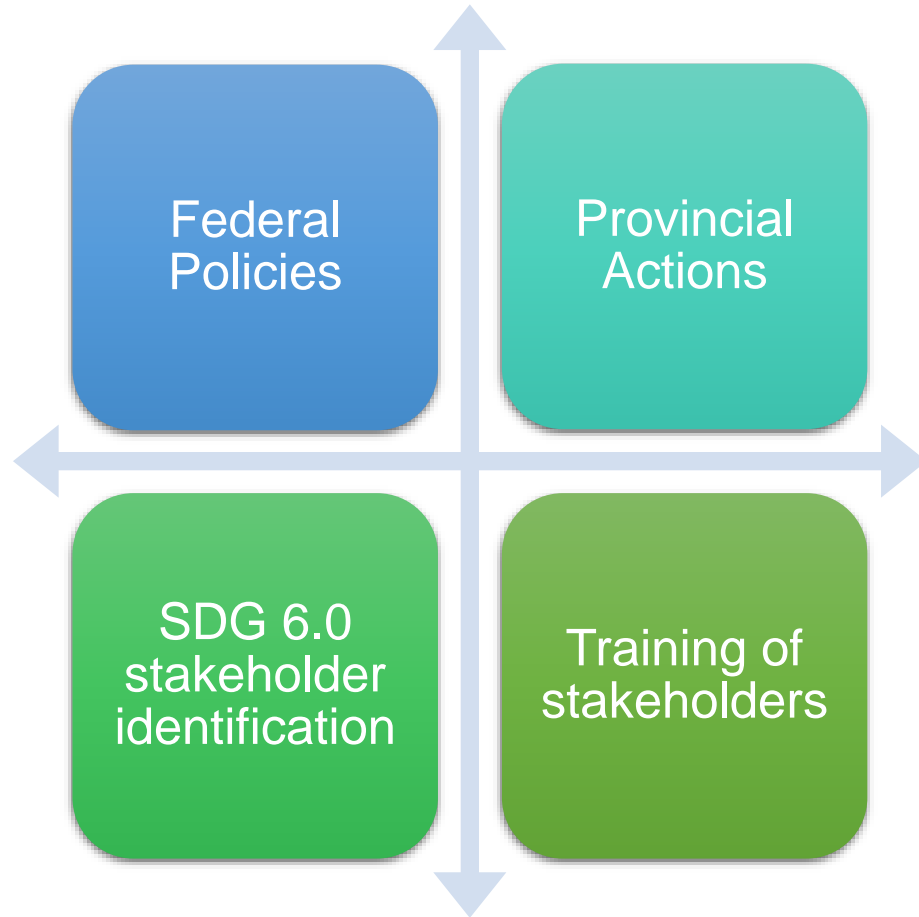 Federal
Policies
Provincial
Actions
SDG 6.0
stakeholder
identification
Training of
stakeholders